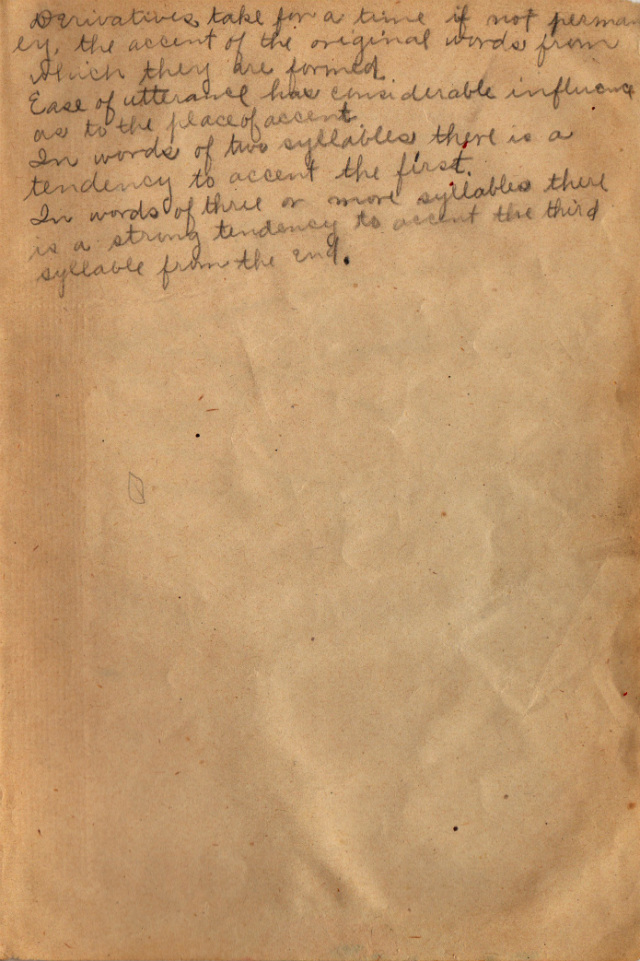 Derivatives take for a time if not perman
ey, the accent of the original words from
which they are formed.
Ease of utterance has considerable influence
as to the place of accent.
In words of two syllables there is a
tendency to accent the first.
In words of three or more syllables there
is a strong tendency to accent the third
syllable from the end.